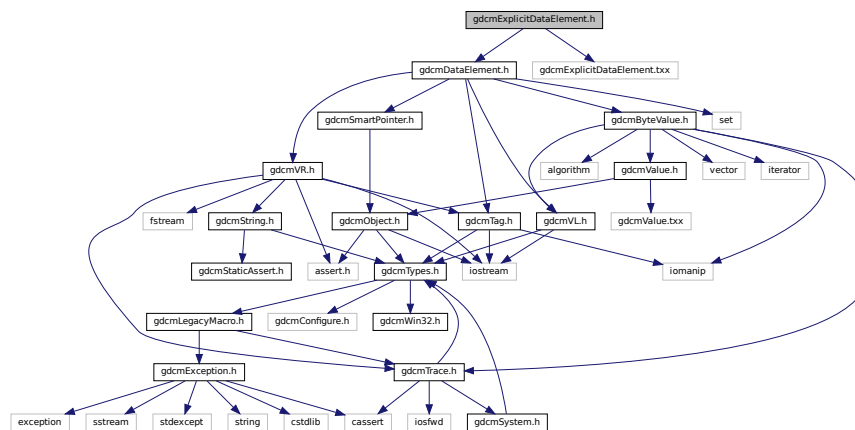 gdcmExplicitDataElement.h
gdcmDataElement.h
gdcmExplicitDataElement.txx
gdcmSmartPointer.h
gdcmByteValue.h
set
gdcmVR.h
algorithm
gdcmValue.h
vector
iterator
fstream
gdcmString.h
gdcmObject.h
gdcmTag.h
gdcmVL.h
gdcmValue.txx
gdcmStaticAssert.h
assert.h
gdcmTypes.h
iostream
iomanip
gdcmLegacyMacro.h
gdcmConfigure.h
gdcmWin32.h
gdcmException.h
gdcmTrace.h
exception
sstream
stdexcept
string
cstdlib
cassert
iosfwd
gdcmSystem.h